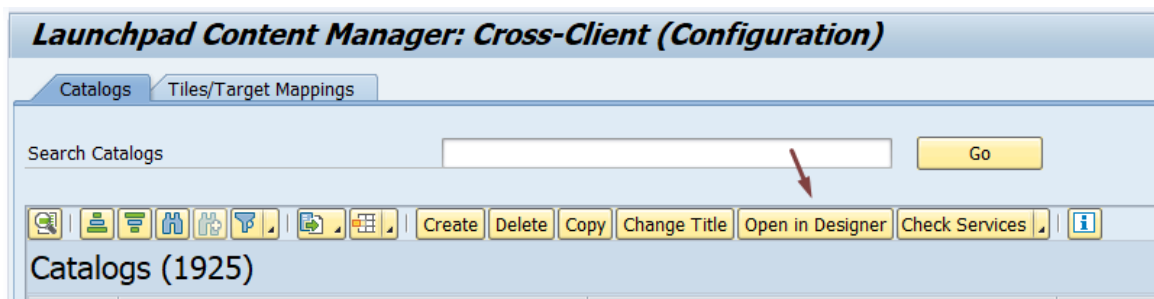 Launchpad Content Manager: Cross-Client (Configuration)
Catalogs Tiles/Target Mappings
Search Catalogs Go
Create Delete Copy Change Title Open in Designer Check Services
Catalogs (1925)